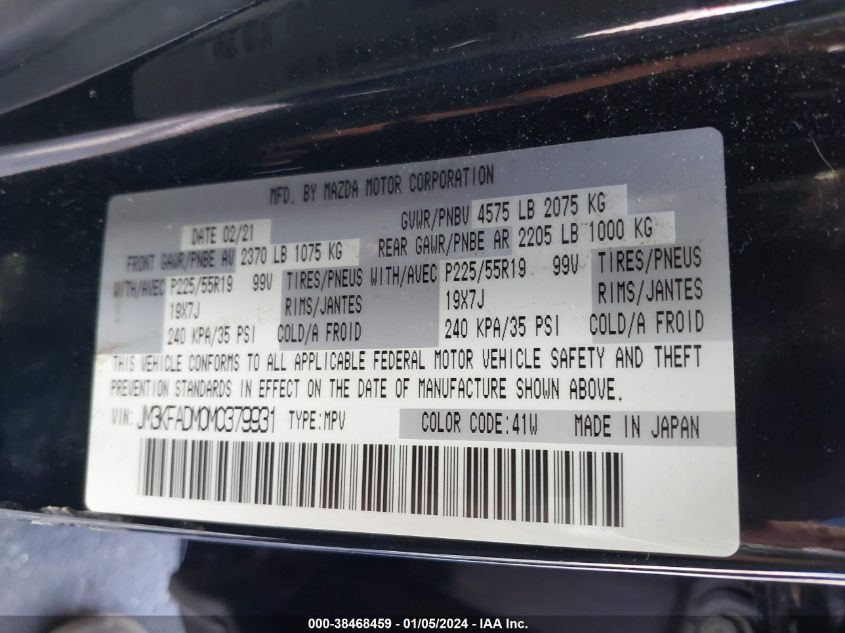 MFD. BY MAZDA MOTOR CORPORATION
DATE 02/21 GVWR/PNBV 4575 LB 2075 KG
FRONT GAWR/PNBE AV 2370 LB 1075 KG REAR GAWR/PNBE AR 2205 LB 1000 KG
WITH/AVEC P225/55R19 99V TIRES/PNEUS WITH/AVEC P225/55R19 99V TIRES/PNEUS
19X7J RIMS/JANTES 19X7J RIMS/JANTES
240 KPA/35 PSI COLD/A FROID 240 KPA/35 PSI COLD/A FROID
THIS VEHICLE CONFORMS TO ALL APPLICABLE FEDERAL MOTOR VEHICLE SAFETY AND THEFT
PREVENTION STANDARDS IN EFFECT ON THE DATE OF MANUFACTURE SHOWN ABOVE.
VIN: JM3KFADM0M0379931 TYPE:MPV COLOR CODE:41W MADE IN JAPAN
000-38468459 - 01/05/2024 - IAA Inc.